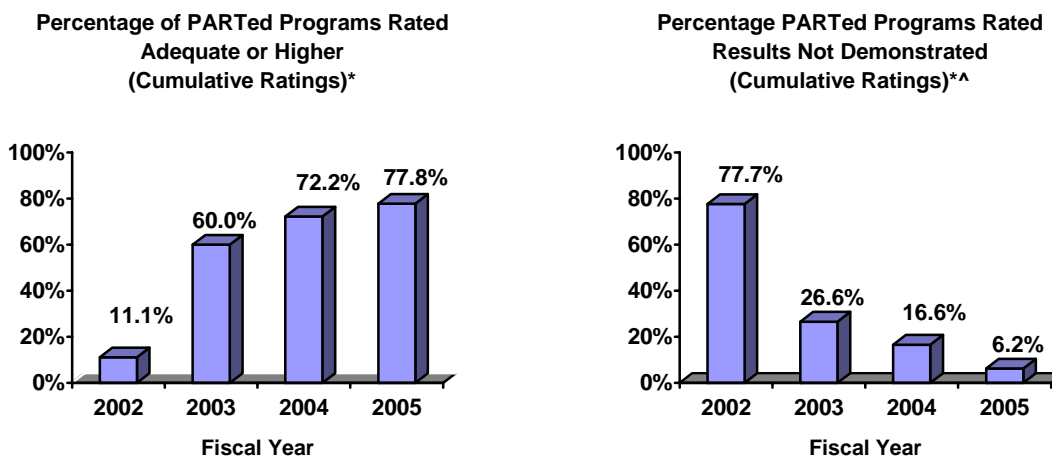 Percentage of PARTed Programs Rated
Adequate or Higher
(Cumulative Ratings)*
100%
80%
60%
40%
20%
0%
11.1%
60.0%
72.2%
77.8%
2002 2003 2004 2005
Fiscal Year
Percentage PARTed Programs Rated
Results Not Demonstrated
(Cumulative Ratings)*^
100%
80%
60%
40%
20%
0%
77.7%
26.6%
16.6%
6.2%
2002 2003 2004 2005
Fiscal Year